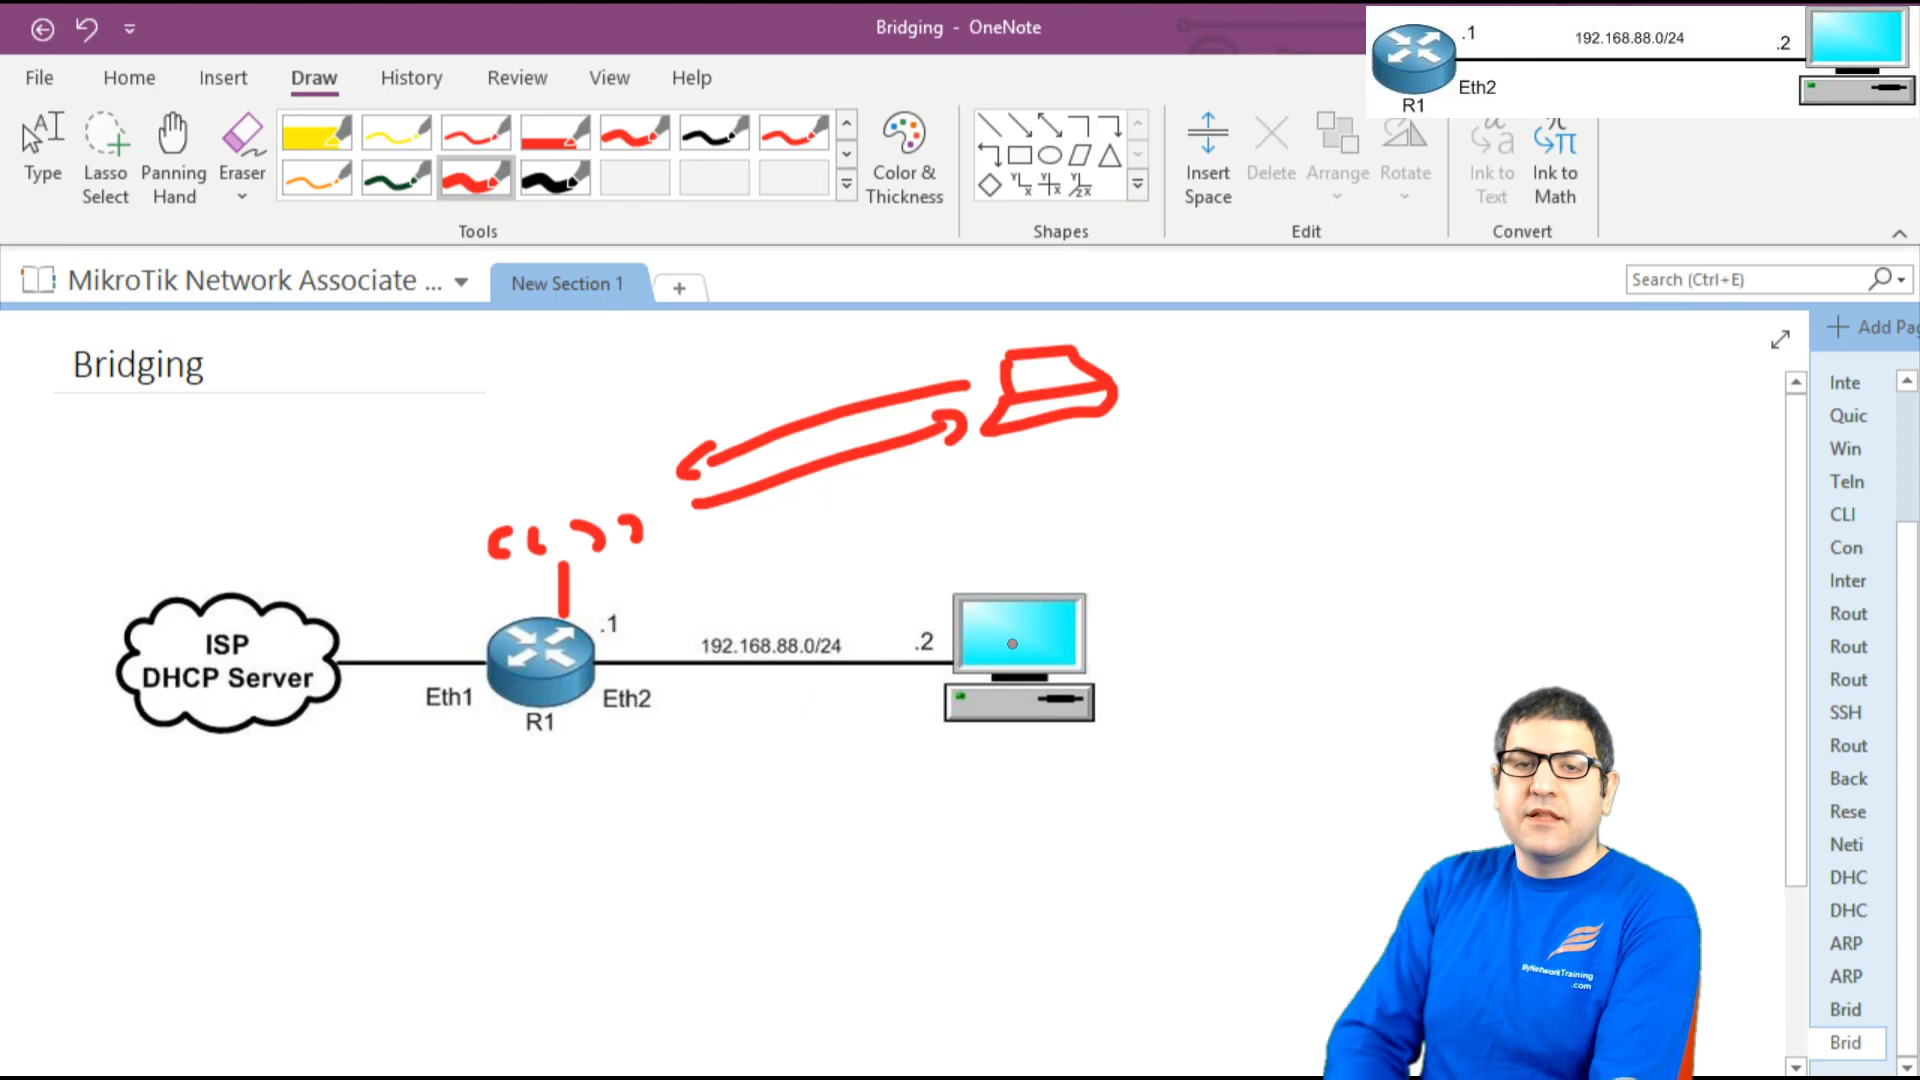 Bridging - OneNote
File Home Insert Draw History Review View Help
Type
Lasso Select
Panning Hand
Eraser
Color & Thickness
Insert Space
Delete
Arrange
Rotate
Ink to Text
Ink to Math
Tools
Shapes
Edit
Convert
.1
192.168.88.0/24
.2
Eth2
R1
MikroTik Network Associate ...
New Section 1
Search (Ctrl+E)
Add Pag
Bridging
ISP
DHCP Server
Eth1
R1
.1
Eth2
192.168.88.0/24
.2
Inte
Quic
Win
Teln
CLI
Con
Inter
Rout
Rout
Rout
SSH
Rout
Back
Rese
Neti
DHC
DHC
ARP
ARP
Brid
Brid
MyNetworkTraining
.com